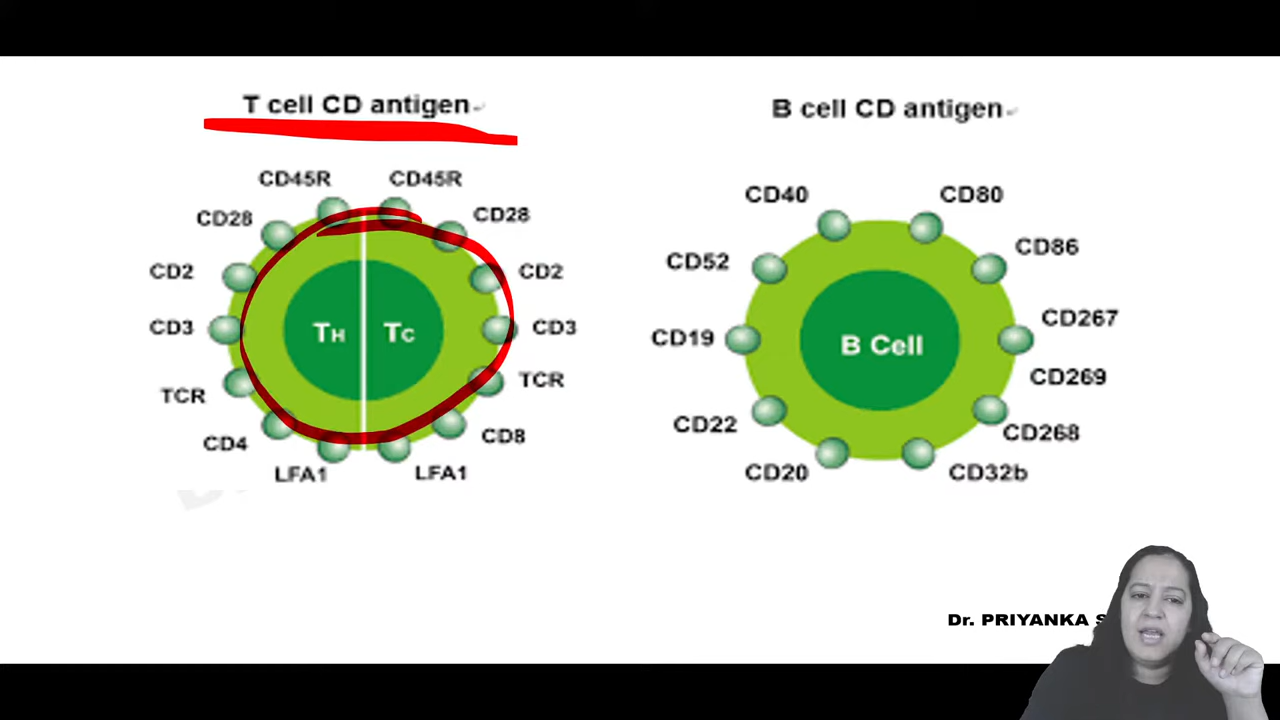 T cell CD antigen
CD45R
CD45R
CD28
CD28
CD2
CD2
CD3
CD3
TCR
TCR
CD4
CD8
LFA1
LFA1
TH
TC
B cell CD antigen
CD40
CD80
CD52
CD86
CD19
CD267
CD269
CD22
CD268
CD20
CD32b
B Cell
Dr. PRIYANKA